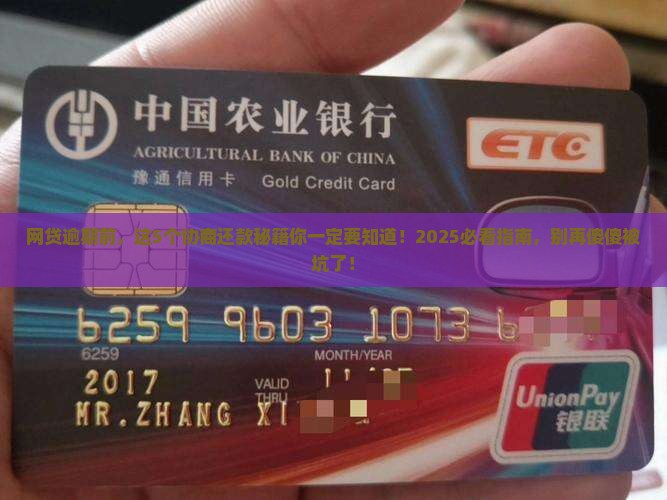 中国农业银行
AGRICULTURAL BANK OF CHINA
豫通信用卡 Gold Credit Card
ETC
网贷逾期,这5个协商还款秘籍你一定要知道！2025必看指南，别再傻傻被
坑了！
6259 9603 1073 6
6259
MONTH/YEAR
2017
VALID
THRU
MR.ZHANG XI
UnionPay
银联